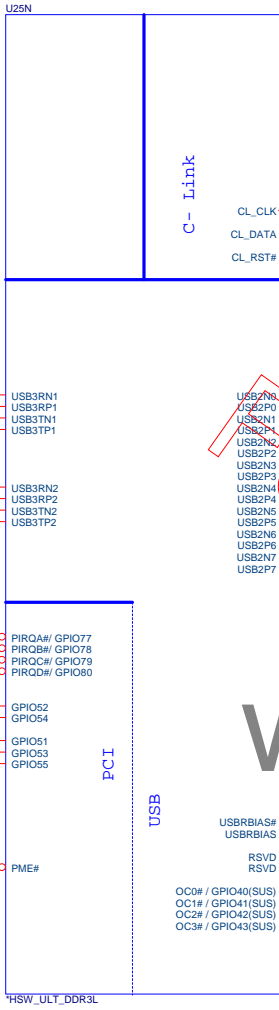 U25N
C- Link
CL_CLK
CL_DATA
CL_RST#
USB3RN1
USB3RP1
USB3TN1
USB3TP1
USB3RN2
USB3RP2
USB3TN2
USB3TP2
USB2N0
USB2P0
USB2N1
USB2P1
USB2N2
USB2P2
USB2N3
USB2P3
USB2N4
USB2P4
USB2N5
USB2P5
USB2N6
USB2P6
USB2N7
USB2P7
PIRQA#/ GPIO77
PIRQB#/ GPIO78
PIRQC#/ GPIO79
PIRQD#/ GPIO80
GPIO52
GPIO54
GPIO51
GPIO53
GPIO55
PCI
USB
USBRBIAS#
USBRBIAS
RSVD
RSVD
PME#
OC0# / GPIO40(SUS)
OC1# / GPIO41(SUS)
OC2# / GPIO42(SUS)
OC3# / GPIO43(SUS)
*HSW_ULT_DDR3L